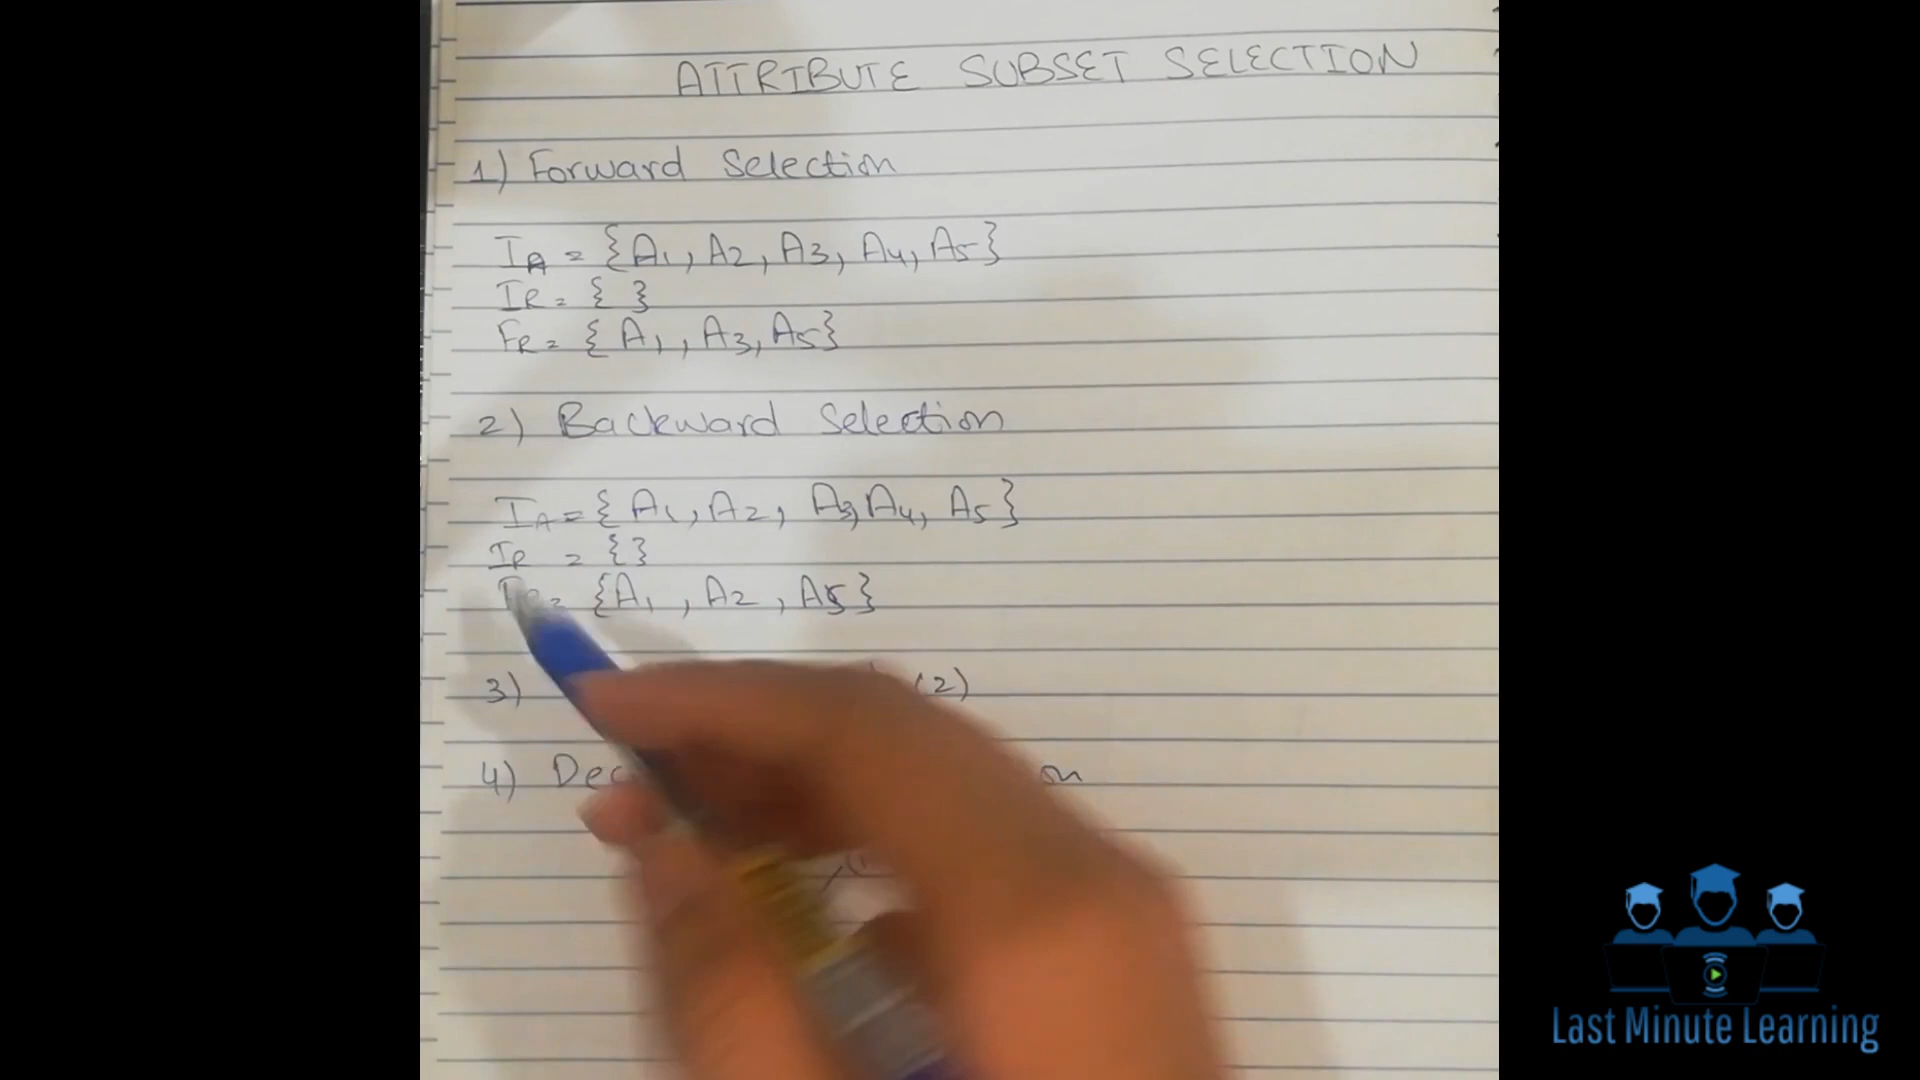 ATTRIBUTE SUBSET SELECTION
1) Forward Selection
IA = {A1, A2, A3, A4, A5}
IR = { }
FR = {A1, A3, A5}
2) Backward Selection
IA = {A1, A2, A3, A4, A5}
IR = {}
= {A1, A2, A5}
3) (2)
4)
Last Minute Learning